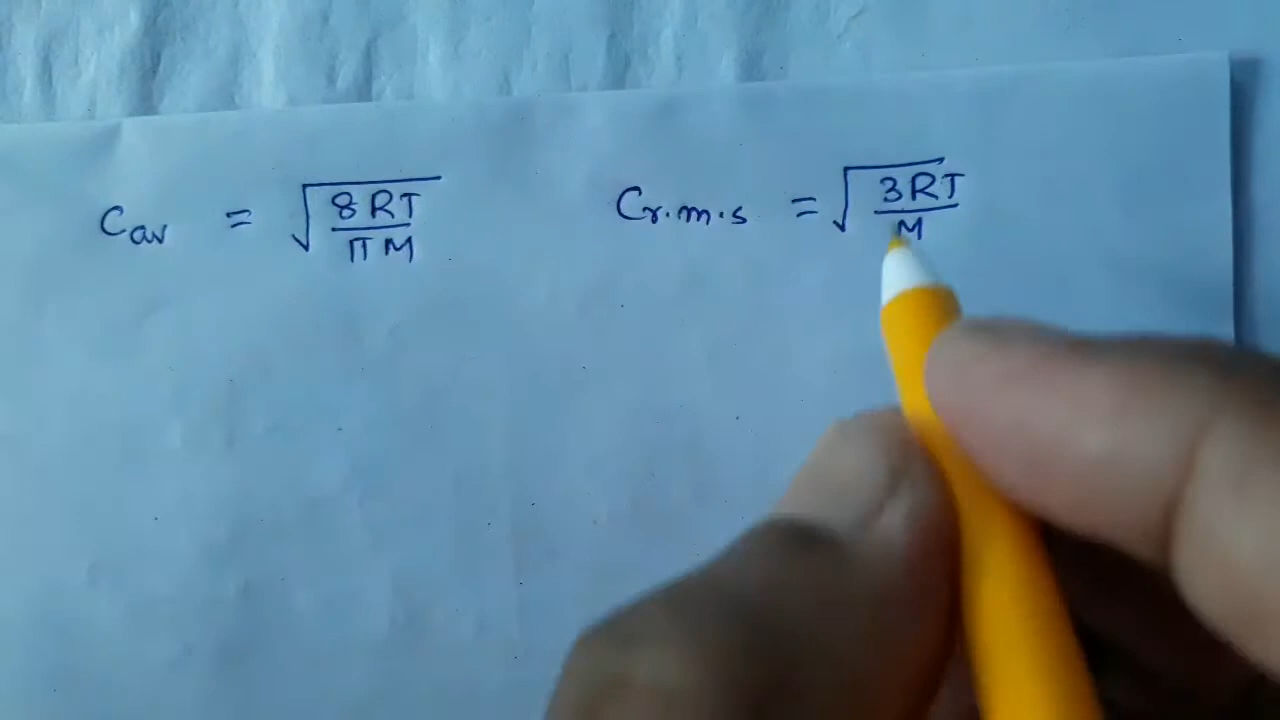 Cav = √(8RT/ΠM) Cr.m.s = √(3RT/M)